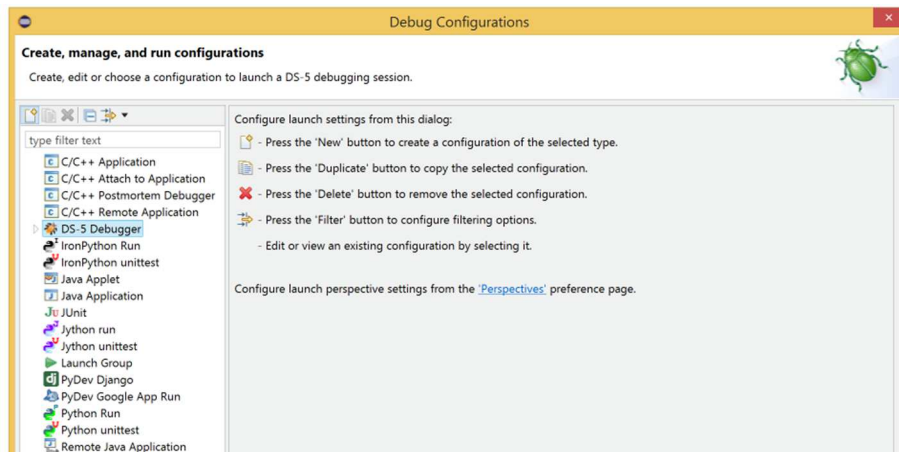 Debug Configurations
Create, manage, and run configurations
Create, edit or choose a configuration to launch a DS-5 debugging session.
type filter text
C/C++ Application
C/C++ Attach to Application
C/C++ Postmortem Debugger
C/C++ Remote Application
DS-5 Debugger
IronPython Run
IronPython unittest
Java Applet
Java Application
Ju JUnit
Jython run
Jython unittest
Launch Group
dj PyDev Django
PyDev Google App Run
Python Run
Python unittest
Remote Java Application
Configure launch settings from this dialog:
- Press the 'New' button to create a configuration of the selected type.
- Press the 'Duplicate' button to copy the selected configuration.
- Press the 'Delete' button to remove the selected configuration.
- Press the 'Filter' button to configure filtering options.
- Edit or view an existing configuration by selecting it.
Configure launch perspective settings from the 'Perspectives' preference page.